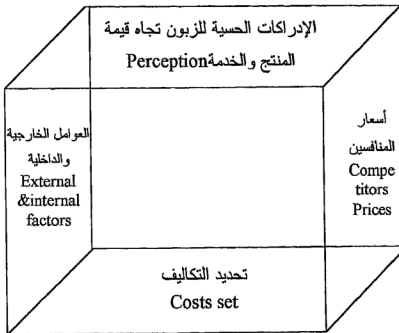 الإدراكات الحسية للزبون تجاه قيمة
المنتج والخدمةPerception
العوامل الخارجية
والداخلية
External
&internal
factors
أسعار
المنافسين
Compe
titors
Prices
تحديد التكاليف
Costs set